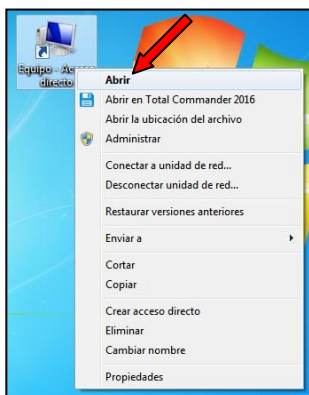 Equipo - Acceso
directo
Abrir
Abrir en Total Commander 2016
Abrir la ubicación del archivo
Administrar
Conectar a unidad de red...
Desconectar unidad de red...
Restaurar versiones anteriores
Enviar a
Cortar
Copiar
Crear acceso directo
Eliminar
Cambiar nombre
Propiedades